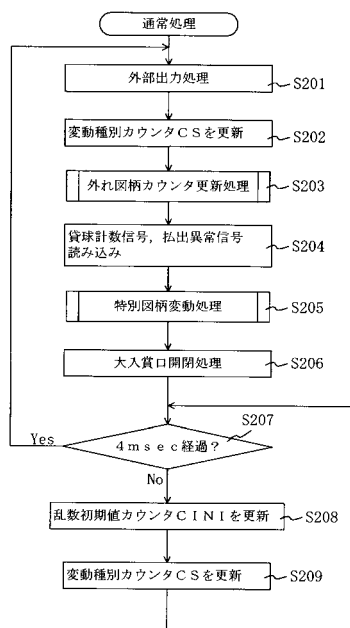 通常処理
外部出力処理
S201
変動種別カウンタCSを更新
S202
外れ図柄カウンタ更新処理
S203
貸球計数信号，払出異常信号
読み込み
S204
特別図柄変動処理
S205
大入賞口開閉処理
S206
S207
Yes
4msec経過？
No
乱数初期値カウンタCINIを更新
S208
変動種別カウンタCSを更新
S209